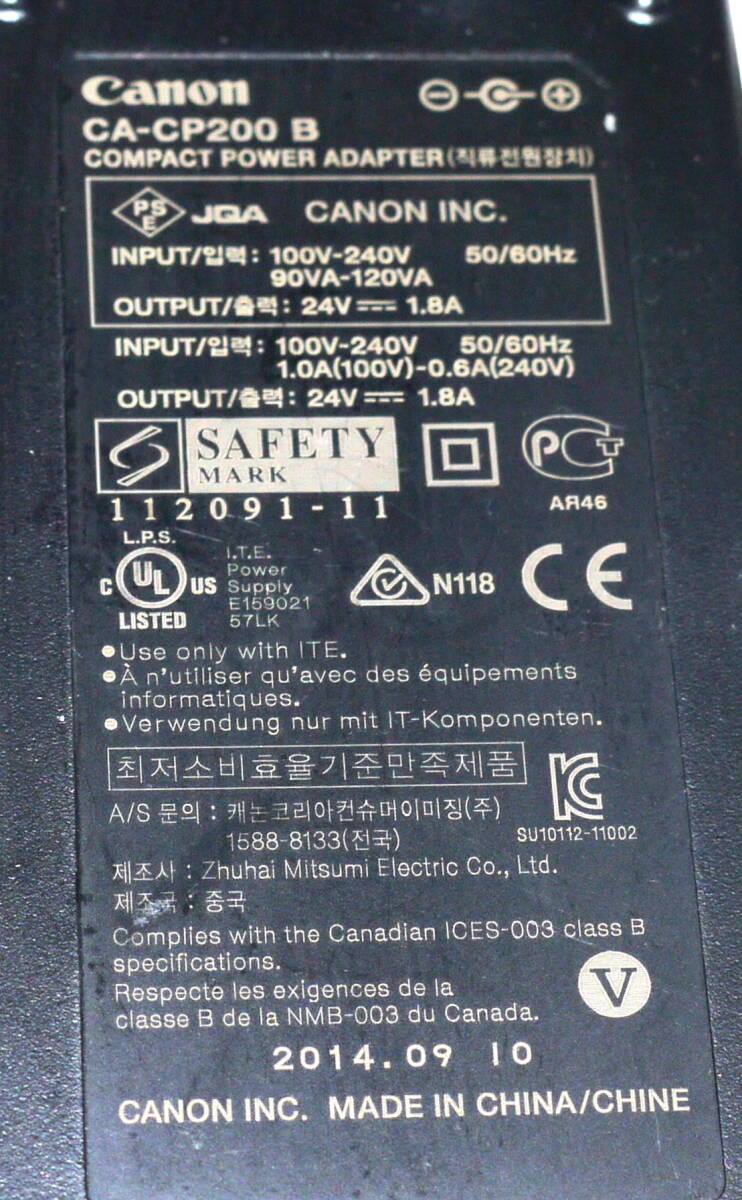 Canon
CA-CP200 B
COMPACT POWER ADAPTER(직류전원장치)
PSE JQA CANON INC.
INPUT/입력: 100V-240V 50/60Hz
90VA-120VA
OUTPUT/출력: 24V⎓ 1.8A
INPUT/입력: 100V-240V 50/60Hz
1.0A(100V)-0.6A(240V)
OUTPUT/출력: 24V⎓ 1.8A
SAFETY
MARK
112091-11
PCT
АЯ46
L.P.S.
C UL US
LISTED
I.T.E.
Power
Supply
E159021
57LK
N118
CE
●Use only with ITE.
●À n'utiliser qu'avec des équipements
informatiques.
●Verwendung nur mit IT-Komponenten.
최저소비효율기준만족제품
A/S 문의 : 캐논코리아컨슈머이미징(주)
1588-8133(전국)
KC
SU10112-11002
제조사 : Zhuhai Mitsumi Electric Co., Ltd.
제조국 : 중국
Complies with the Canadian ICES-003 class B
specifications.
Respecte les exigences de la
classe B de la NMB-003 du Canada.
V
2014.09 10
CANON INC. MADE IN CHINA/CHINE